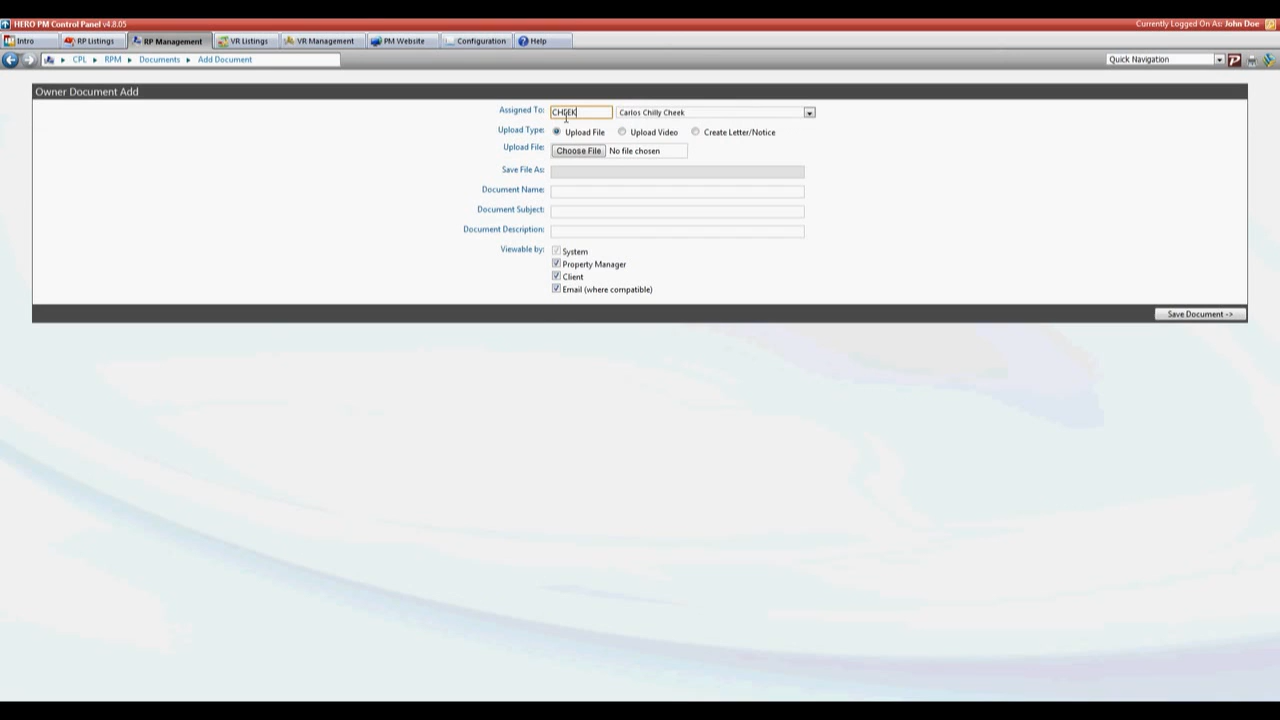 HERO PM Control Panel v4.8.05 Currently Logged On As: John Doe
Intro RP Listings RP Management VR Listings VR Management PM Website Configuration Help
CPL RPM Documents Add Document Quick Navigation
Owner Document Add
Assigned To: CHEEK Carlos Chilly Cheek
Upload Type: Upload File Upload Video Create Letter/Notice
Upload File: Choose File No file chosen
Save File As:
Document Name:
Document Subject:
Document Description:
Viewable by: System
Property Manager
Client
Email (where compatible)
Save Document ->